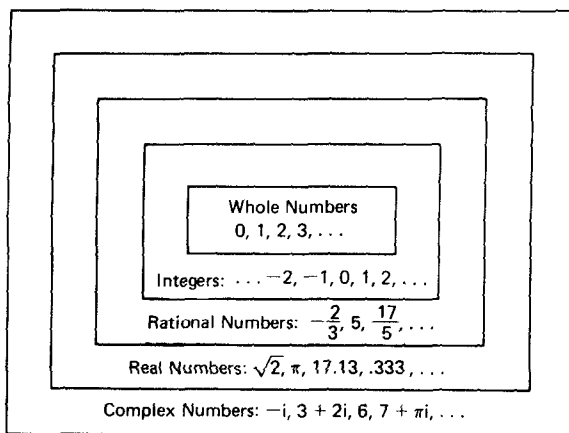 Whole Numbers
0, 1, 2, 3, . . .
Integers: . . . −2, −1, 0, 1, 2, . . .
Rational Numbers: −2/3, 5, 17/5, . . .
Real Numbers: √2, π, 17.13, .333, . . .
Complex Numbers: −i, 3 + 2i, 6, 7 + πi, . . .